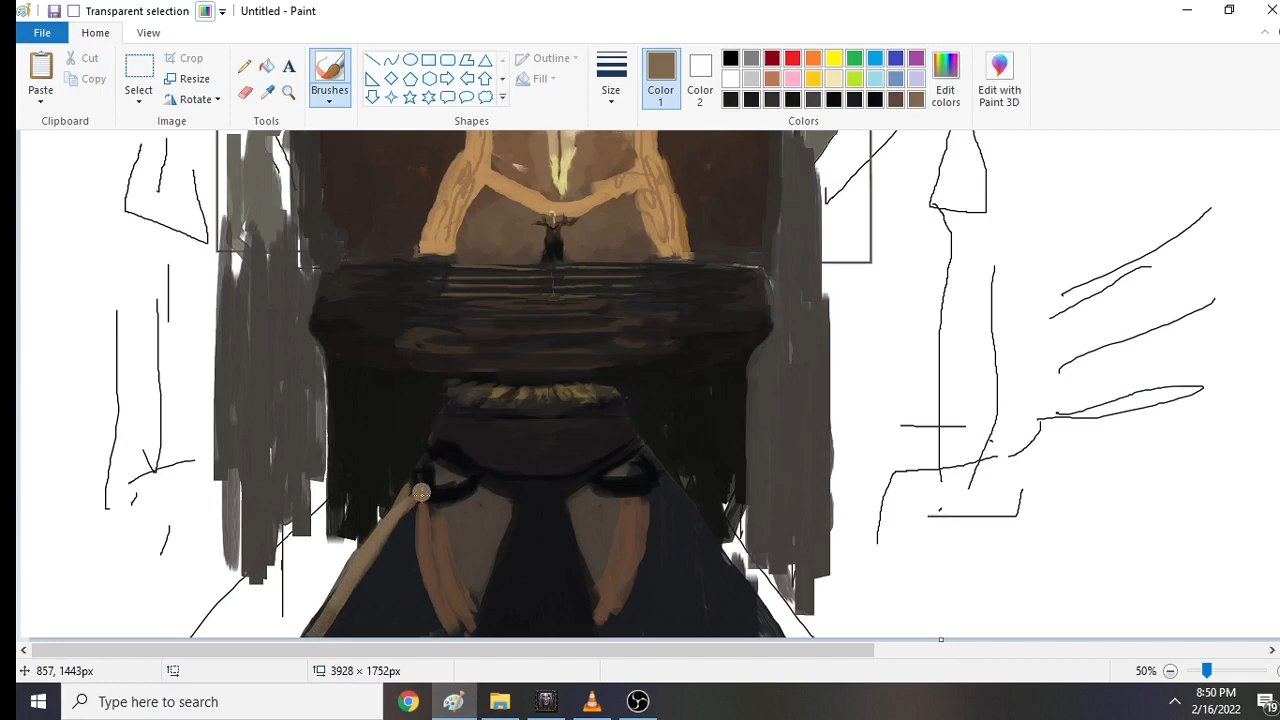 Transparent selection Untitled - Paint
File Home View
Paste Cut Copy
Clipboard
Select Crop Resize Rotate
Image
A
Tools
Brushes
Outline Fill
Shapes
Size
Color 1 Color 2 Edit colors Edit with Paint 3D
Colors
857, 1443px 3928 × 1752px 50%
Type here to search 8:50 PM
2/16/2022 19